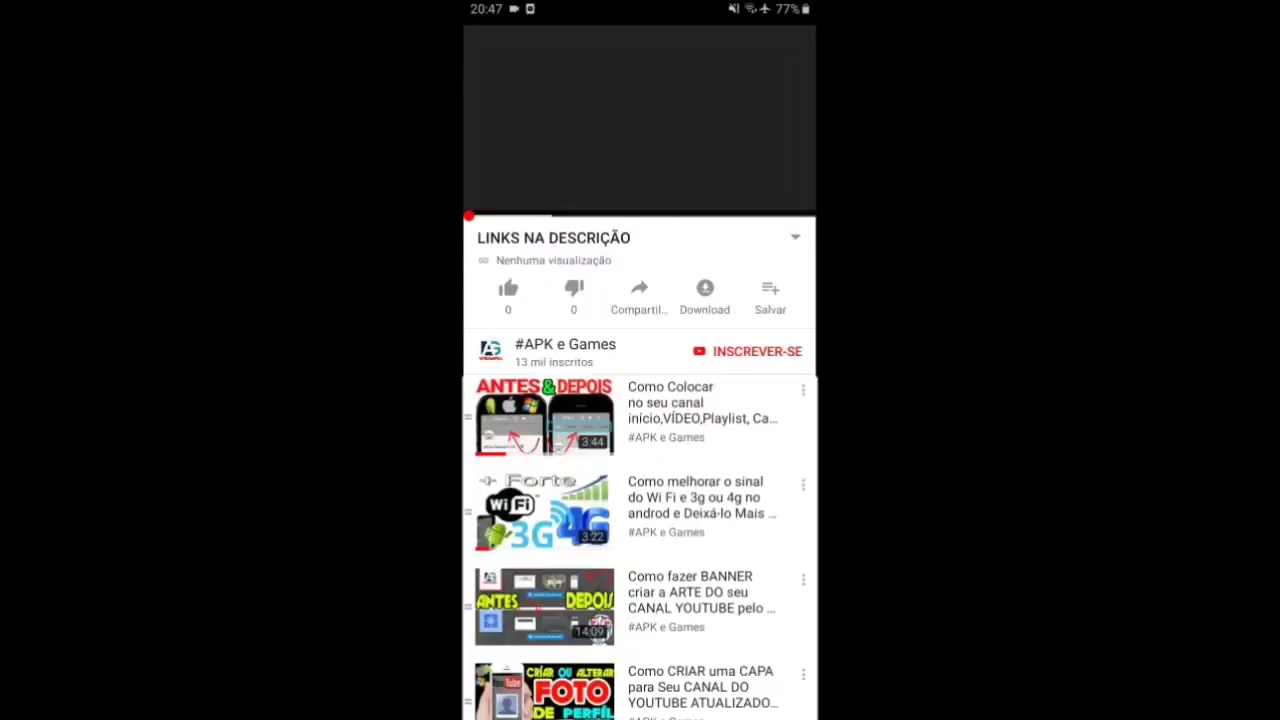 20:47
77%
LINKS NA DESCRIÇÃO
Nenhuma visualização
0
0
Compartil...
Download
Salvar
#APK e Games
13 mil inscritos
INSCREVER-SE
ANTES & DEPOIS
3:44
Como Colocar
no seu canal
início,VÍDEO,Playlist, Ca...
#APK e Games
+ Forte
Wi Fi
3G
4G
3:22
Como melhorar o sinal
do Wi Fi e 3g ou 4g no
androd e Deixá-lo Mais ...
#APK e Games
ANTES
DEPOIS
14:09
Como fazer BANNER
criar a ARTE DO seu
CANAL YOUTUBE pelo ...
#APK e Games
CRIAR OU ALTERAR
Tube
FOTO
DE PERFIL
Como CRIAR uma CAPA
para Seu CANAL DO
YOUTUBE ATUALIZADO...
#APK e Games